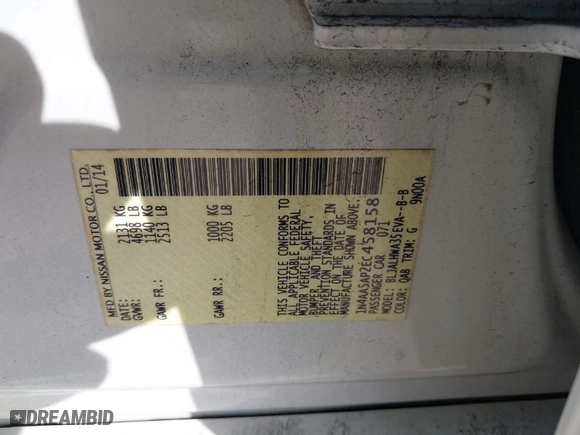 MFD BY NISSAN MOTOR CO., LTD.
DATE: 01/14
GVWR: 2131 KG
4698 LB
GAWR FR.: 1140 KG
2513 LB
GAWR RR.: 1000 KG
2205 LB
THIS VEHICLE CONFORMS TO
ALL APPLICABLE FEDERAL
MOTOR VEHICLE SAFETY,
BUMPER, AND THEFT
PREVENTION STANDARDS IN
EFFECT ON THE DATE OF
MANUFACTURE SHOWN ABOVE.
1N4AA5AP2EC458158
PASSENGER CAR 071
MODEL: BLJALHWA35EVA--B-B
COLOR: QAB TRIM: G 9N00A
DREAMBID